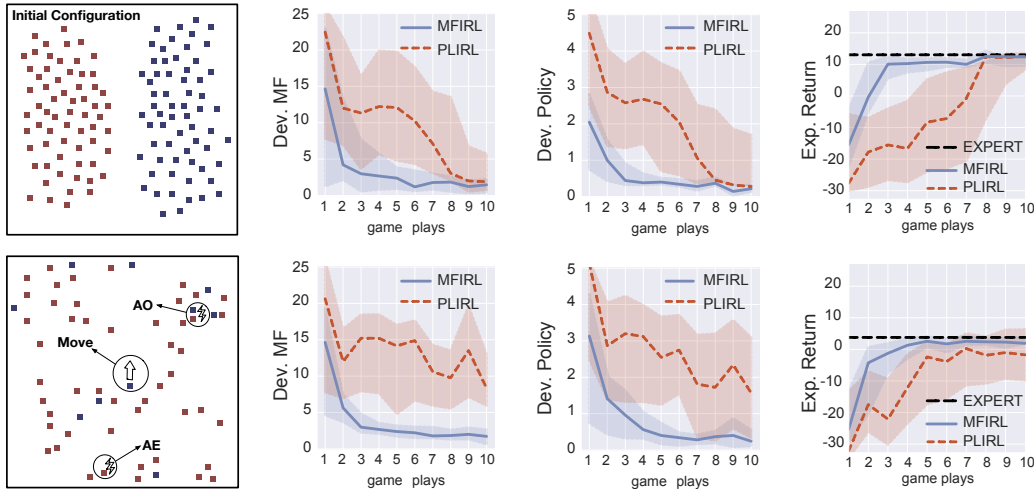 Initial Configuration
Dev. MF
25
20
15
10
5
0
MFIRL
PLIRL
1 2 3 4 5 6 7 8 9 10
game plays
Dev. Policy
5
4
3
2
1
0
MFIRL
PLIRL
1 2 3 4 5 6 7 8 9 10
game plays
Exp. Return
20
10
0
-10
-20
-30
EXPERT
MFIRL
PLIRL
1 2 3 4 5 6 7 8 9 10
game plays
AO
Move
AE
Dev. MF
25
20
15
10
5
0
MFIRL
PLIRL
1 2 3 4 5 6 7 8 9 10
game plays
Dev. Policy
5
4
3
2
1
0
MFIRL
PLIRL
1 2 3 4 5 6 7 8 9 10
game plays
Exp. Return
20
10
0
-10
-20
-30
EXPERT
MFIRL
PLIRL
1 2 3 4 5 6 7 8 9 10
game plays